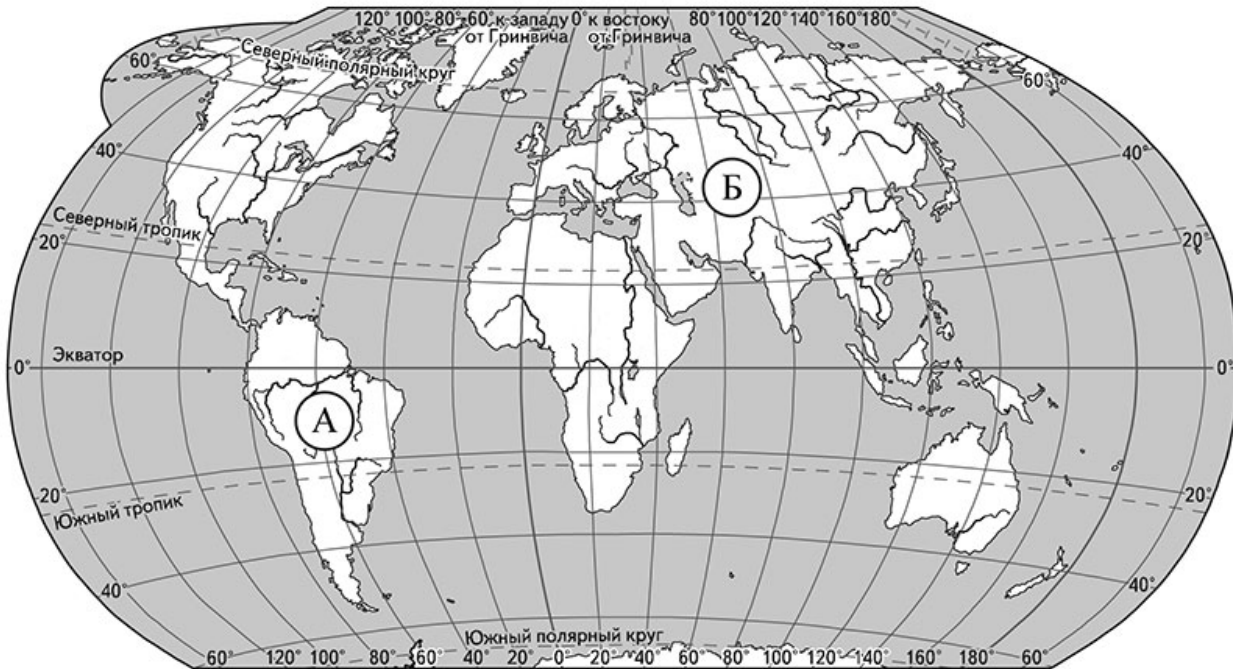 120° 100° 80° 60° к западу 0° к востоку 80° 100° 120° 140° 160° 180°
от Гринвича от Гринвича
Северный полярный круг
60° 60°
40° 40°
Б
Северный тропик
20° 20°
Экватор
0° 0°
А
20° 20°
Южный тропик
40° 40°
Южный полярный круг
60° 120° 100° 80° 60° 40° 20° 0° 20° 40° 60° 80° 100° 120° 140° 160° 180° 60°